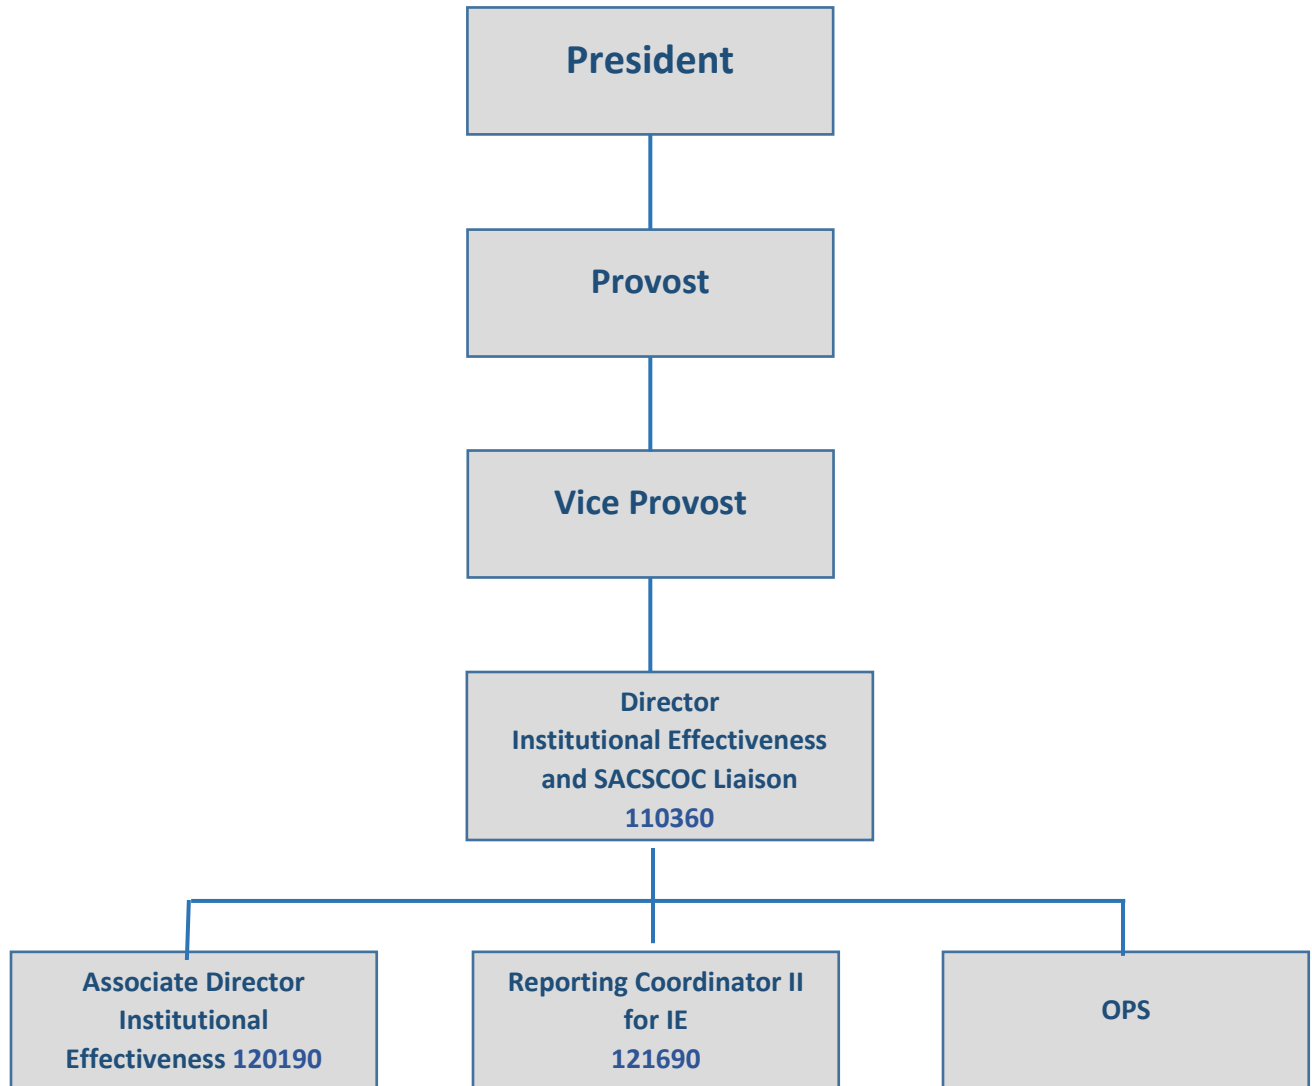 President
Provost
Vice Provost
Director
Institutional Effectiveness
and SACSCOC Liaison
110360
Associate Director
Institutional
Effectiveness 120190
Reporting Coordinator II
for IE
121690
OPS